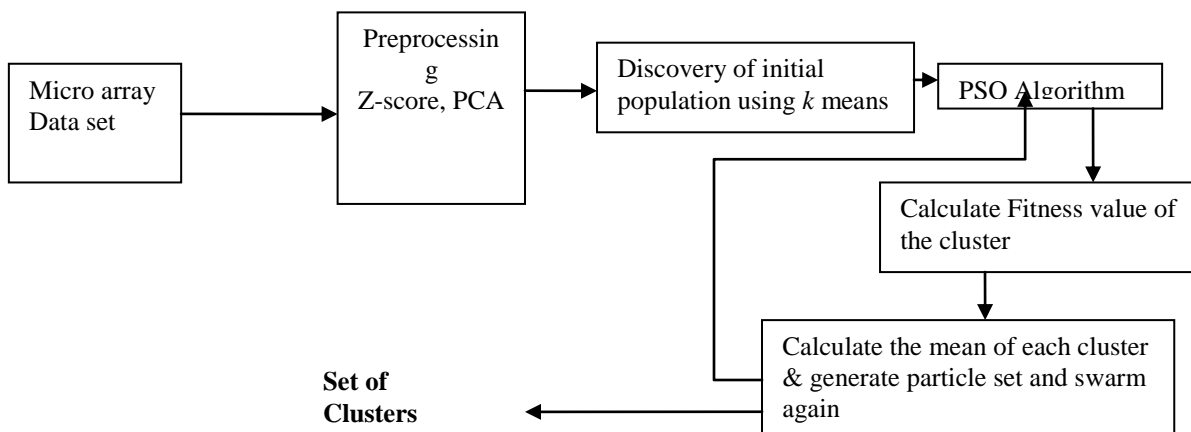 Micro array
Data set
Preprocessin
g
Z-score, PCA
Discovery of initial
population using k means
PSO Algorithm
Calculate Fitness value of
the cluster
Calculate the mean of each cluster
& generate particle set and swarm
again
Set of
Clusters